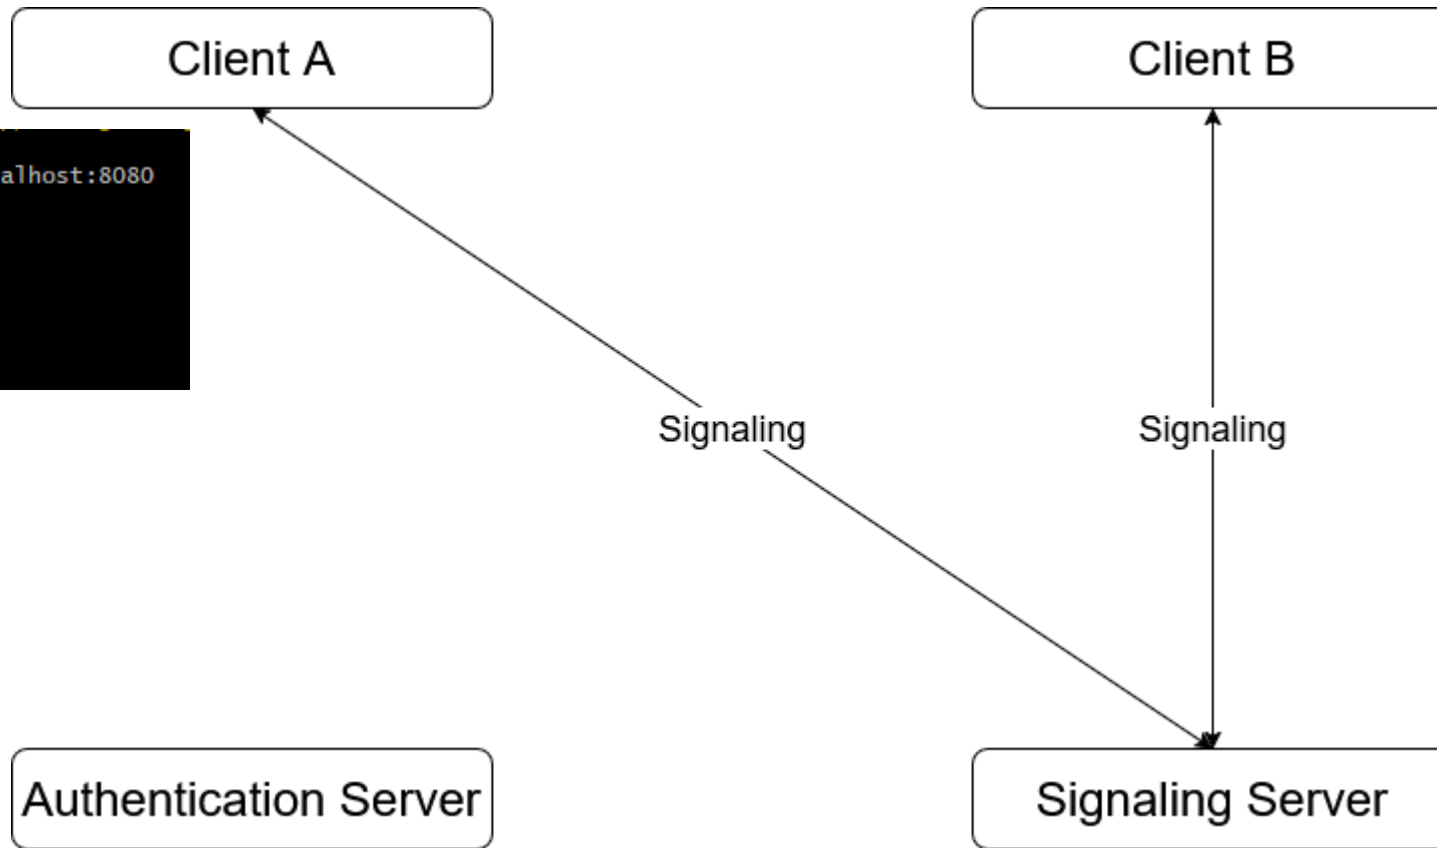 Client A
Client B
alhost:8080
Signaling
Signaling
Authentication Server
Signaling Server